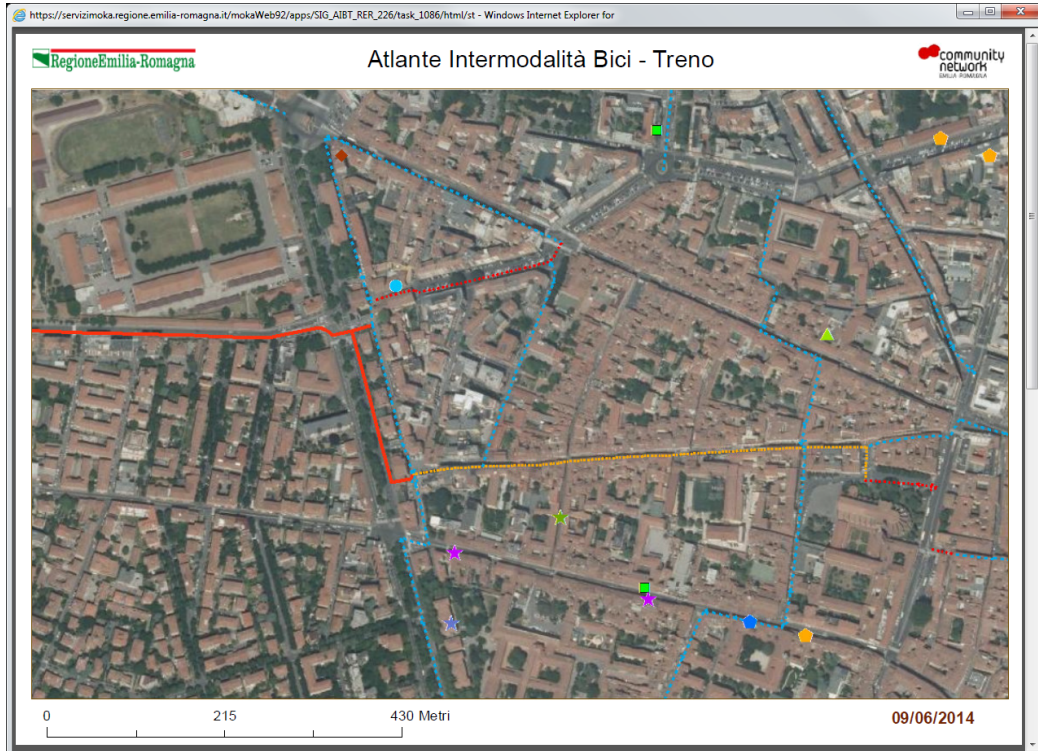 https://servizimoka.regione.emilia-romagna.it/mokaWeb92/apps/SIG_AIBT_RER_226/task_1086/html/st - Windows Internet Explorer for
RegioneEmilia-Romagna
Atlante Intermodalità Bici - Treno
community
network
EMILIA ROMAGNA
0 215 430 Metri
09/06/2014